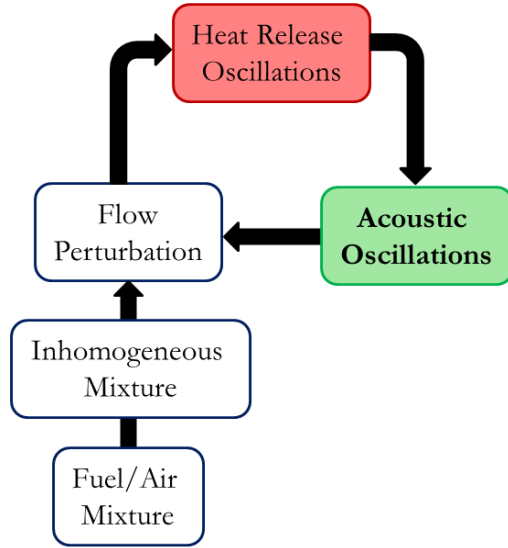 Heat Release
Oscillations
Flow
Perturbation
Acoustic
Oscillations
Inhomogeneous
Mixture
Fuel/Air
Mixture